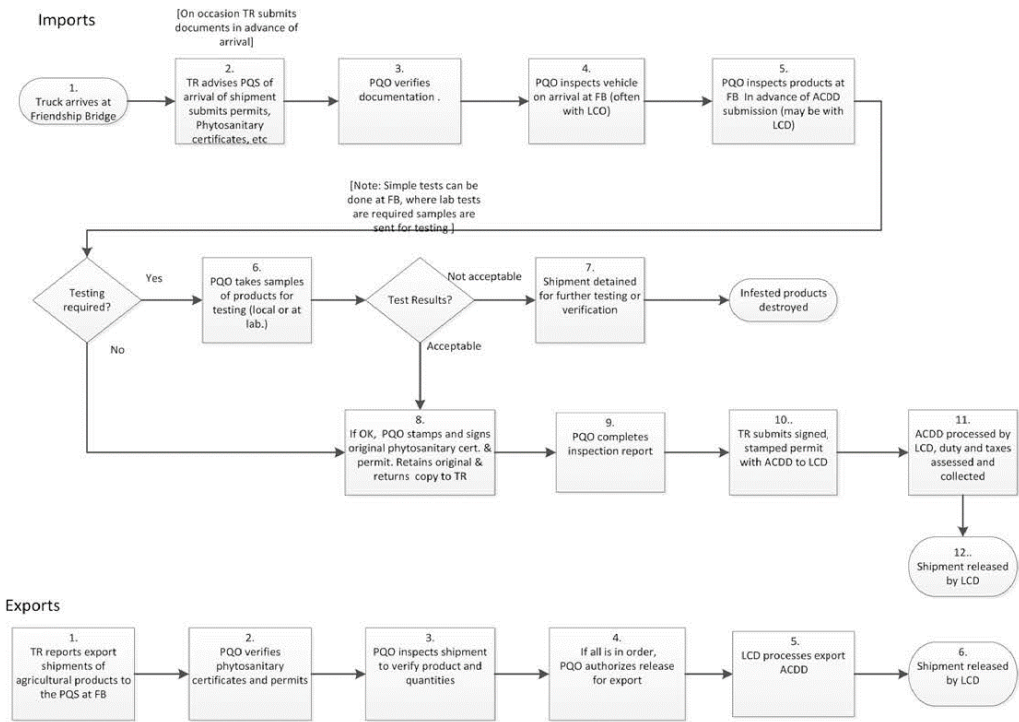 Imports
[On occasion TR submits
documents in advance of
arrival]
1.
Truck arrives at
Friendship Bridge
2.
TR advises PQS of
arrival of shipment
submits permits,
Phytosanitary
certificates, etc
3.
PQO verifies
documentation .
4.
PQO inspects vehicle
on arrival at FB (often
with LCO)
5.
PQO inspects products at
FB In advance of ACDD
submission (may be with
LCD)
[Note: Simple tests can be
done at FB, where lab tests
are required samples are
sent for testing ]
Testing
required?
Yes
No
6.
PQO takes samples
of products for
testing (local or at
lab.)
Test Results?
Not acceptable
Acceptable
7.
Shipment detained
for further testing or
verification
Infested products
destroyed
8.
If OK, PQO stamps and signs
original phytosanitary cert. &
permit. Retains original &
returns copy to TR
9.
PQO completes
inspection report
10..
TR submits signed,
stamped permit
with ACDD to LCD
11.
ACDD processed by
LCD, duty and taxes
assessed and
collected
12..
Shipment released
by LCD
Exports
1.
TR reports export
shipments of
agricultural products to
the PQS at FB
2.
PQO verifies
phytosanitary
certificates and permits
3.
PQO inspects shipment
to verify product and
quantities
4.
If all is in order,
PQO authorizes release
for export
5.
LCD processes export
ACDD
6.
Shipment released
by LCD